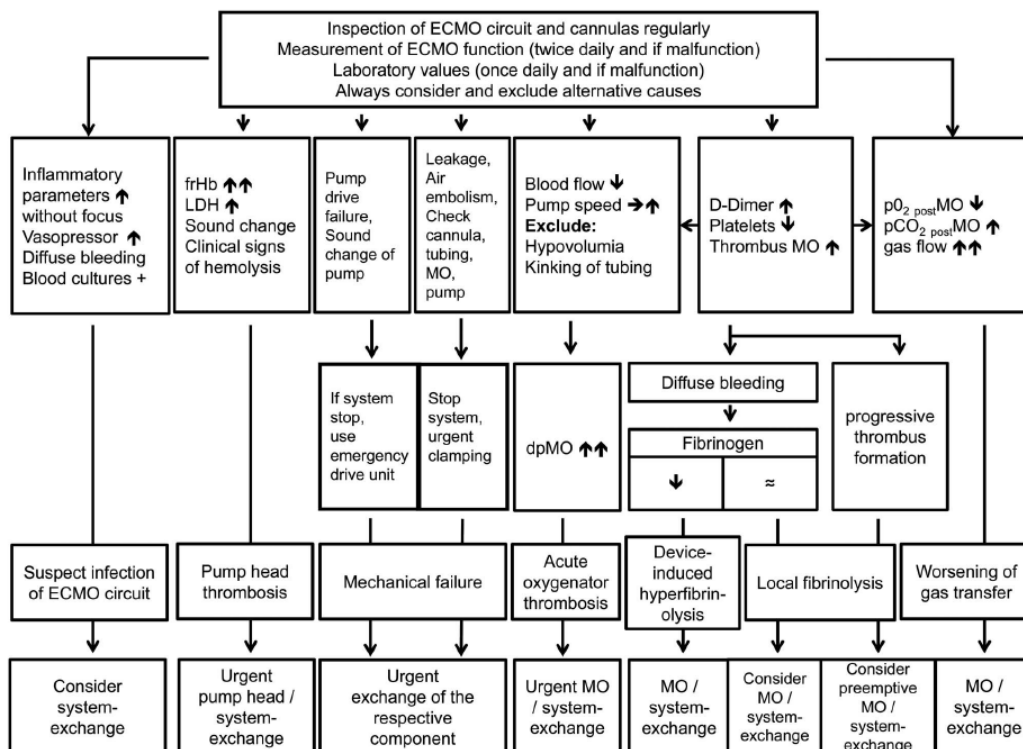 Inspection of ECMO circuit and cannulas regularly
Measurement of ECMO function (twice daily and if malfunction)
Laboratory values (once daily and if malfunction)
Always consider and exclude alternative causes
Inflammatory
parameters ↑
without focus
Vasopressor ↑
Diffuse bleeding
Blood cultures +
frHb ↑↑
LDH ↑
Sound change
Clinical signs
of hemolysis
Pump
drive
failure,
Sound
change of
pump
Leakage,
Air
embolism,
Check
cannula,
tubing,
MO,
pump
Blood flow ↓
Pump speed →↑
Exclude:
Hypovolumia
Kinking of tubing
D-Dimer ↑
Platelets ↓
Thrombus MO ↑
p0₂ post MO ↓
pCO₂ post MO ↑
gas flow ↑↑
If system
stop,
use
emergency
drive unit
Stop
system,
urgent
clamping
dpMO ↑↑
Diffuse bleeding
Fibrinogen
↓
≈
progressive
thrombus
formation
Suspect infection
of ECMO circuit
Pump head
thrombosis
Mechanical failure
Acute
oxygenator
thrombosis
Device-
induced
hyperfibrin-
olysis
Local fibrinolysis
Worsening of
gas transfer
Consider
system-
exchange
Urgent
pump head /
system-
exchange
Urgent
exchange of the
respective
component
Urgent MO
/ system-
exchange
MO /
system-
exchange
Consider
MO /
system-
exchange
Consider
preemptive
MO /
system-
exchange
MO /
system-
exchange